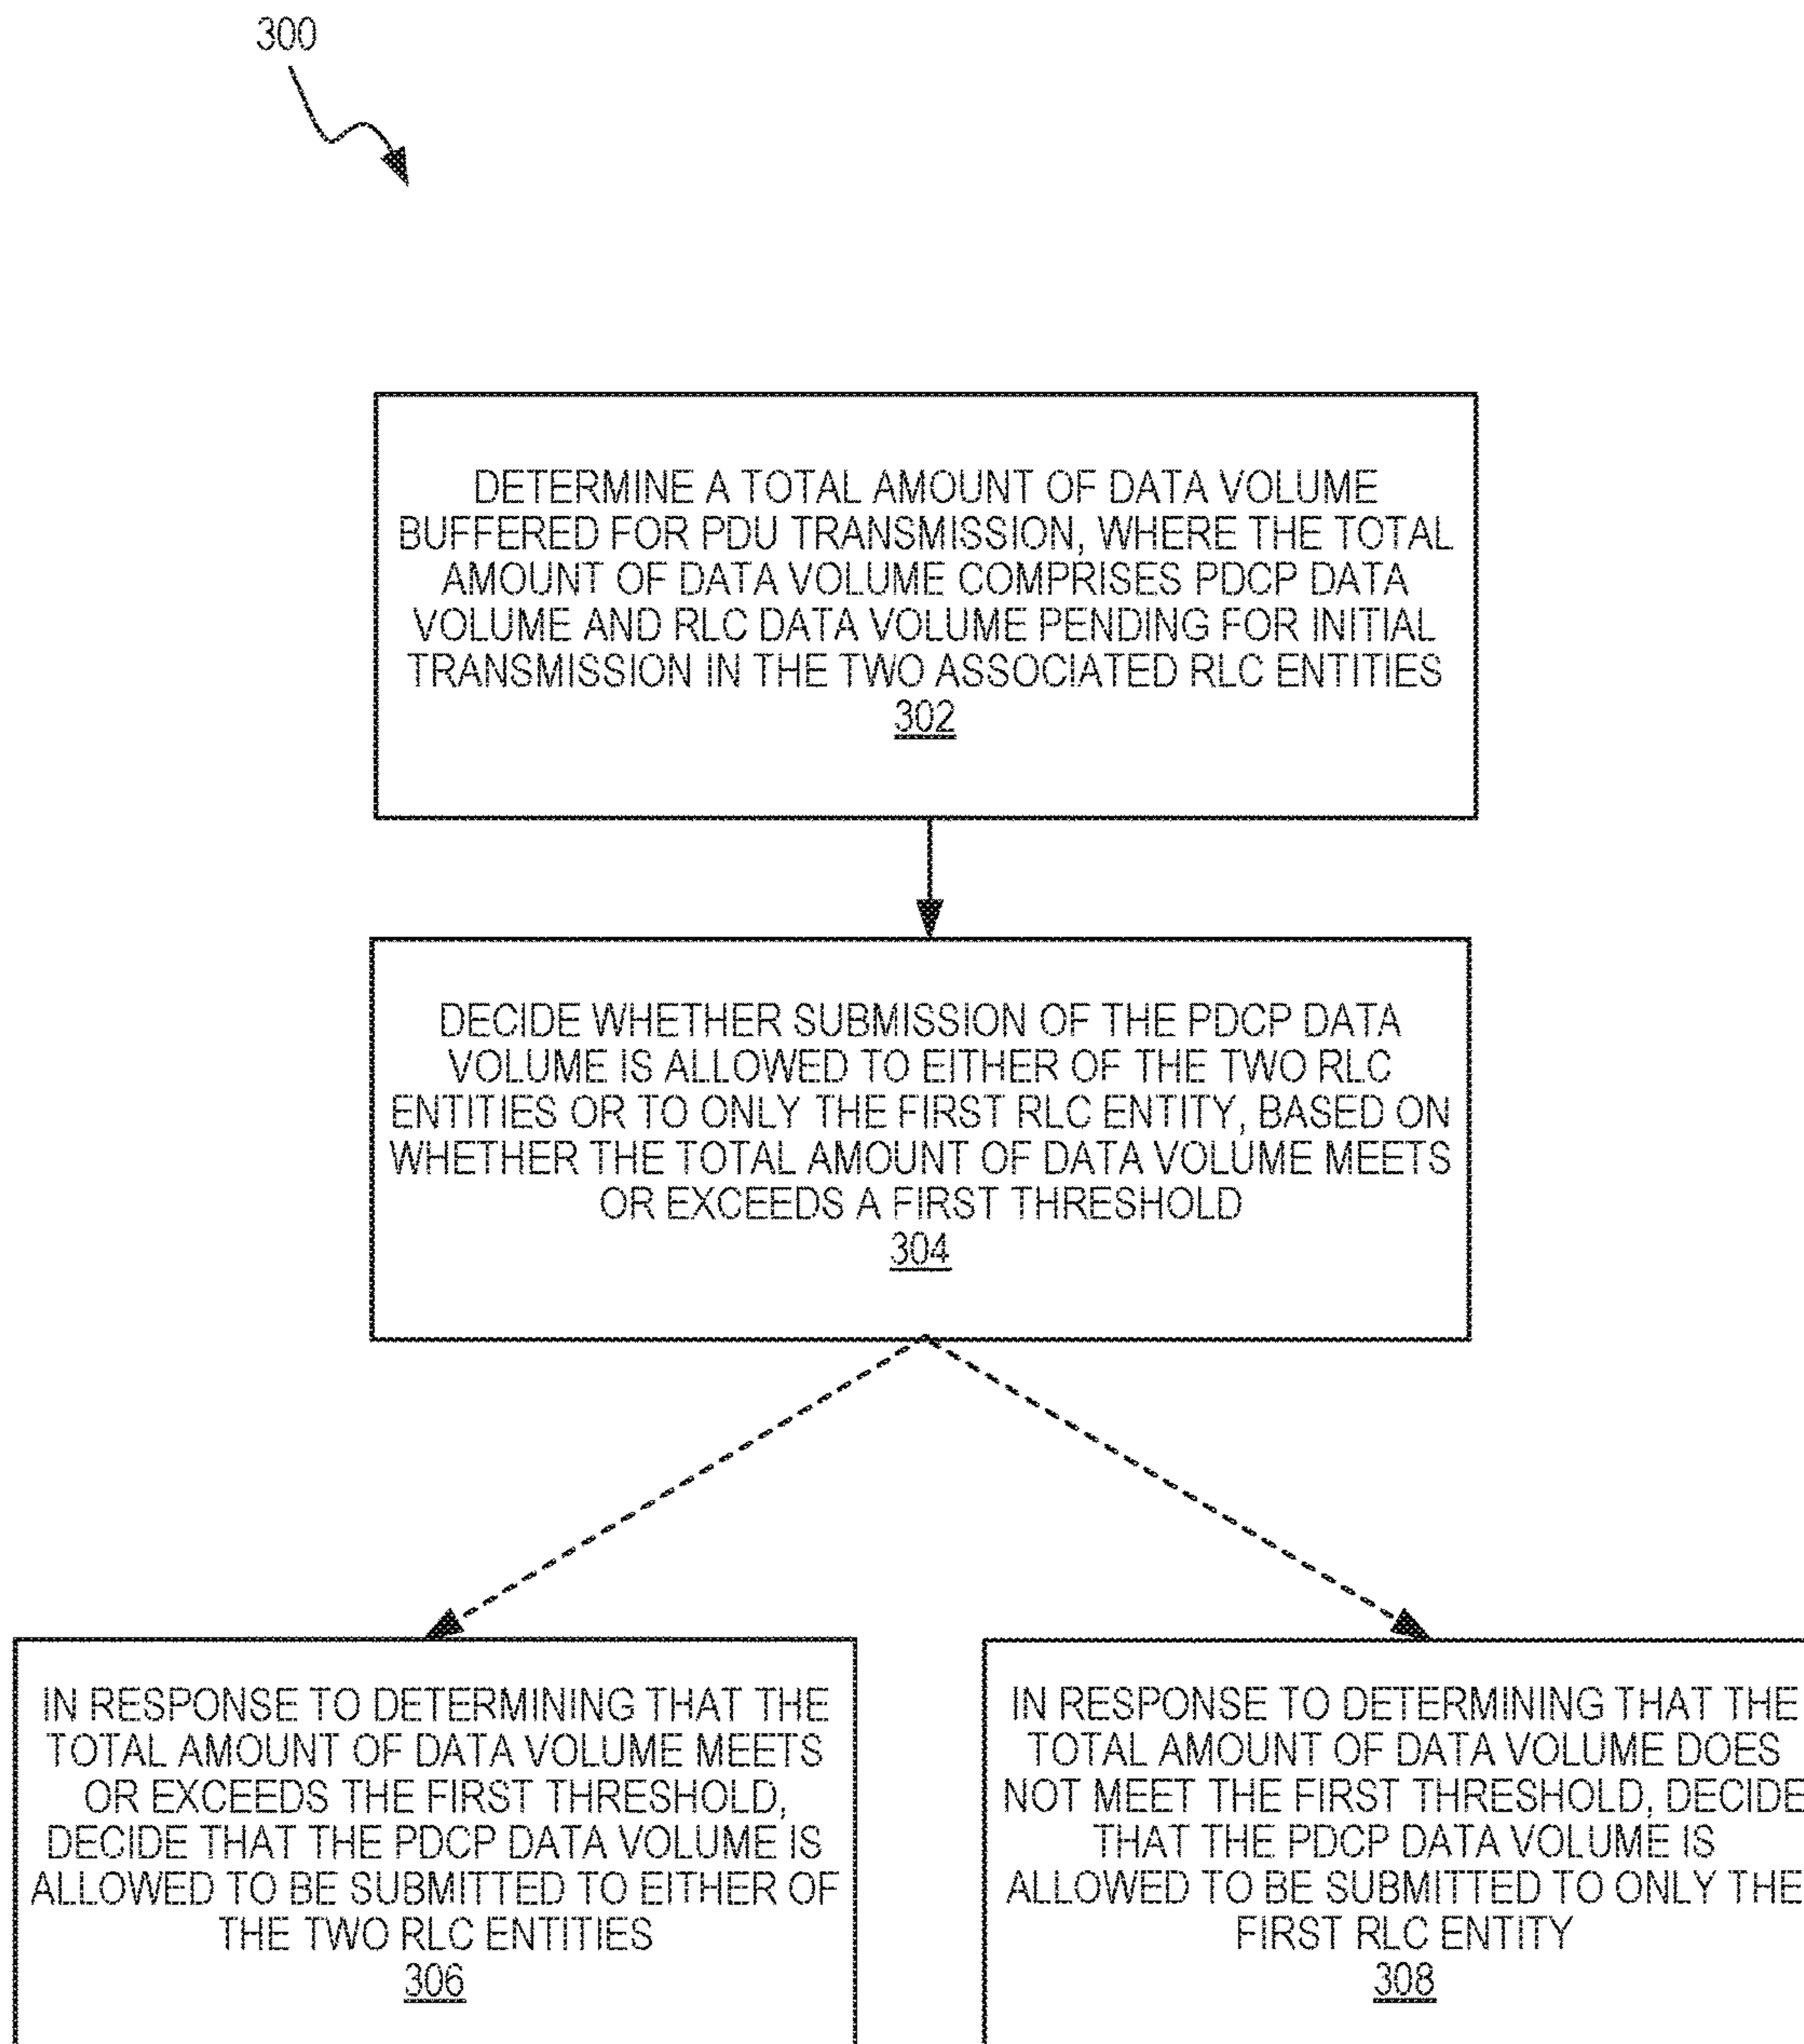 300
DETERMINE A TOTAL AMOUNT OF DATA VOLUME
BUFFERED FOR PDU TRANSMISSION, WHERE THE TOTAL
AMOUNT OF DATA VOLUME COMPRISES PDCP DATA
VOLUME AND RLC DATA VOLUME PENDING FOR INITIAL
TRANSMISSION IN THE TWO ASSOCIATED RLC ENTITIES
302
DECIDE WHETHER SUBMISSION OF THE PDCP DATA
VOLUME IS ALLOWED TO EITHER OF THE TWO RLC
ENTITIES OR TO ONLY THE FIRST RLC ENTITY, BASED ON
WHETHER THE TOTAL AMOUNT OF DATA VOLUME MEETS
OR EXCEEDS A FIRST THRESHOLD
304
IN RESPONSE TO DETERMINING THAT THE
TOTAL AMOUNT OF DATA VOLUME MEETS
OR EXCEEDS THE FIRST THRESHOLD,
DECIDE THAT THE PDCP DATA VOLUME IS
ALLOWED TO BE SUBMITTED TO EITHER OF
THE TWO RLC ENTITIES
306
IN RESPONSE TO DETERMINING THAT THE
TOTAL AMOUNT OF DATA VOLUME DOES
NOT MEET THE FIRST THRESHOLD, DECIDE
THAT THE PDCP DATA VOLUME IS
ALLOWED TO BE SUBMITTED TO ONLY THE
FIRST RLC ENTITY
308